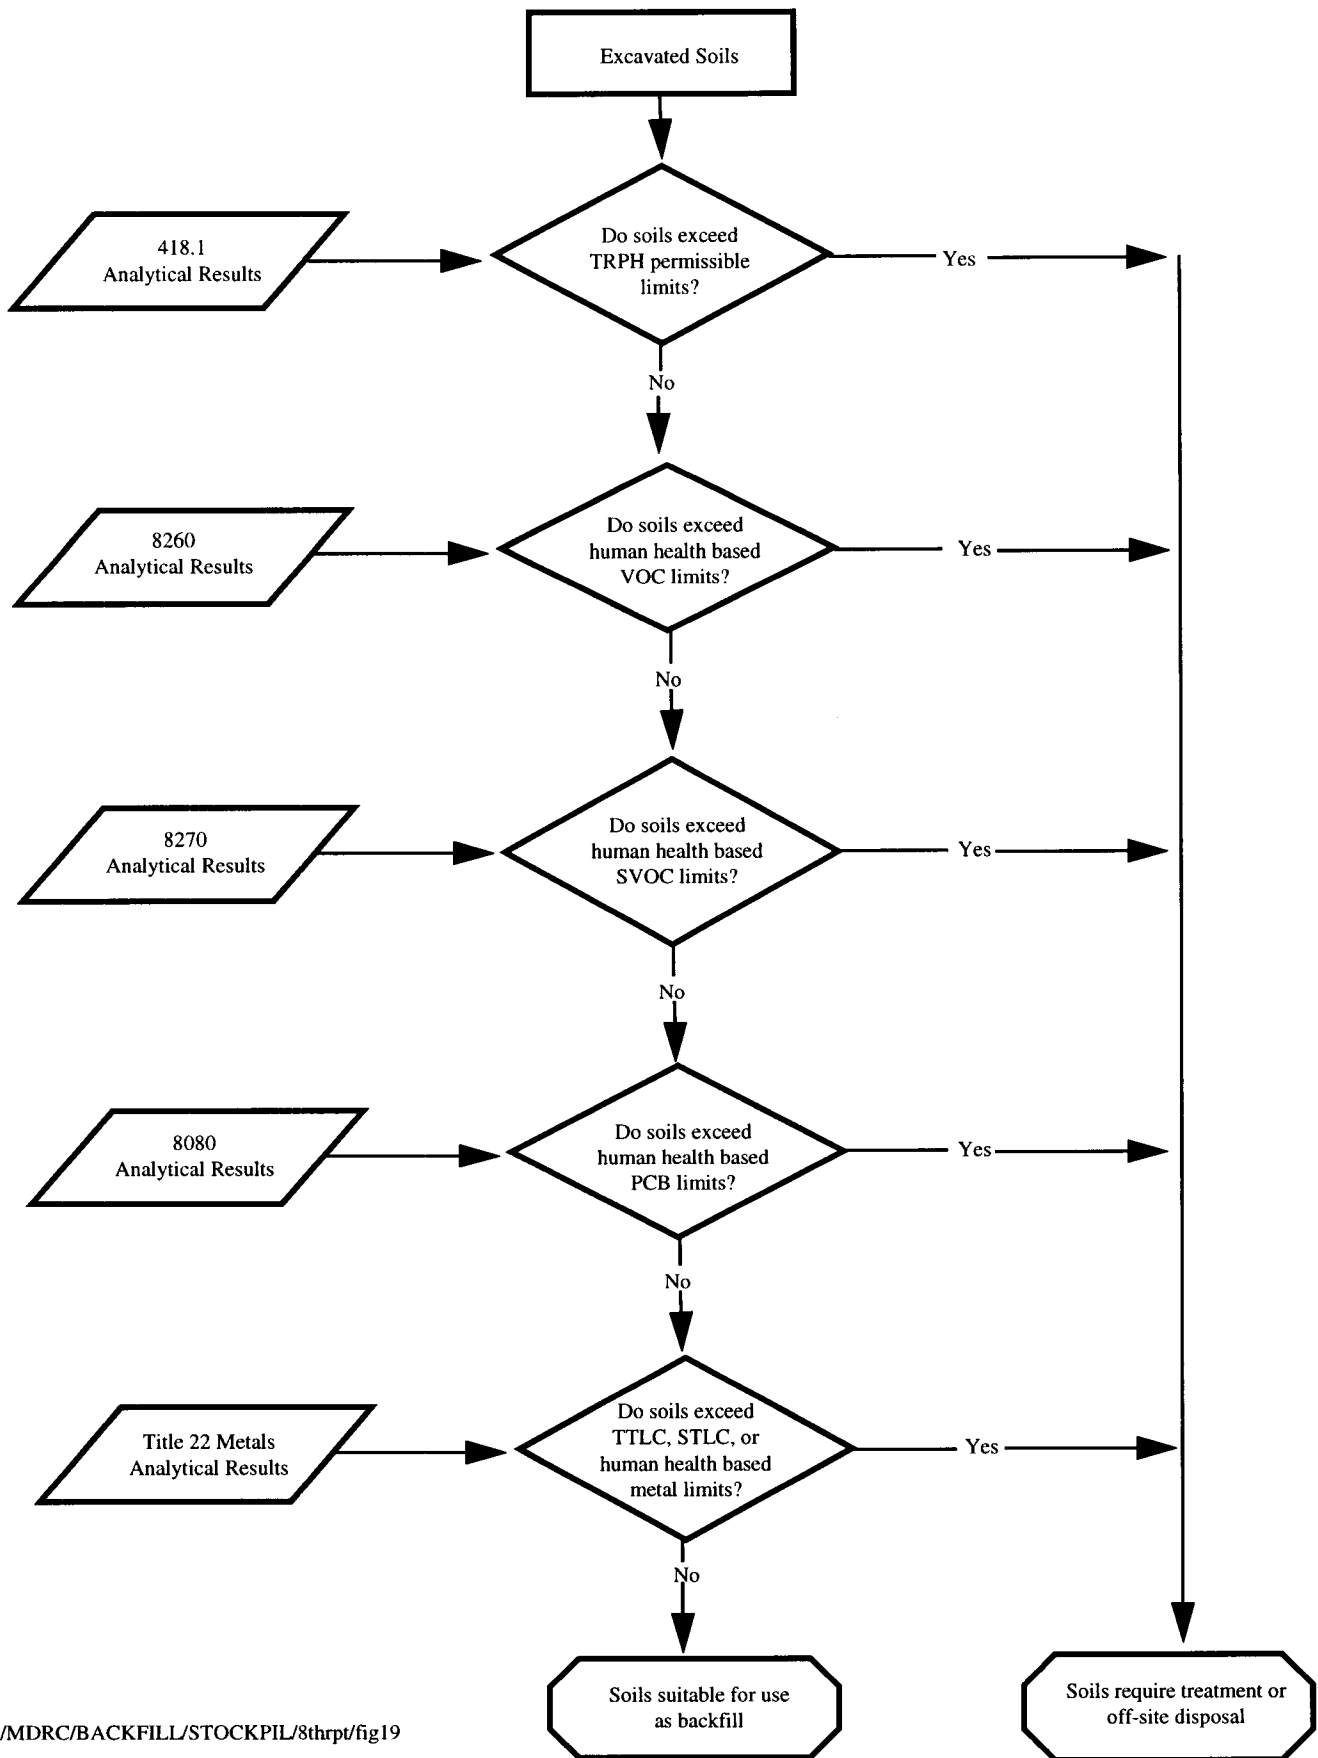 Excavated Soils
418.1
Analytical Results
Do soils exceed
TRPH permissible
limits?
Yes
No
8260
Analytical Results
Do soils exceed
human health based
VOC limits?
Yes
No
8270
Analytical Results
Do soils exceed
human health based
SVOC limits?
Yes
No
8080
Analytical Results
Do soils exceed
human health based
PCB limits?
Yes
No
Title 22 Metals
Analytical Results
Do soils exceed
TTLC, STLC, or
human health based
metal limits?
Yes
No
Soils suitable for use
as backfill
Soils require treatment or
off-site disposal
/MDRC/BACKFILL/STOCKPIL/8thrpt/fig19